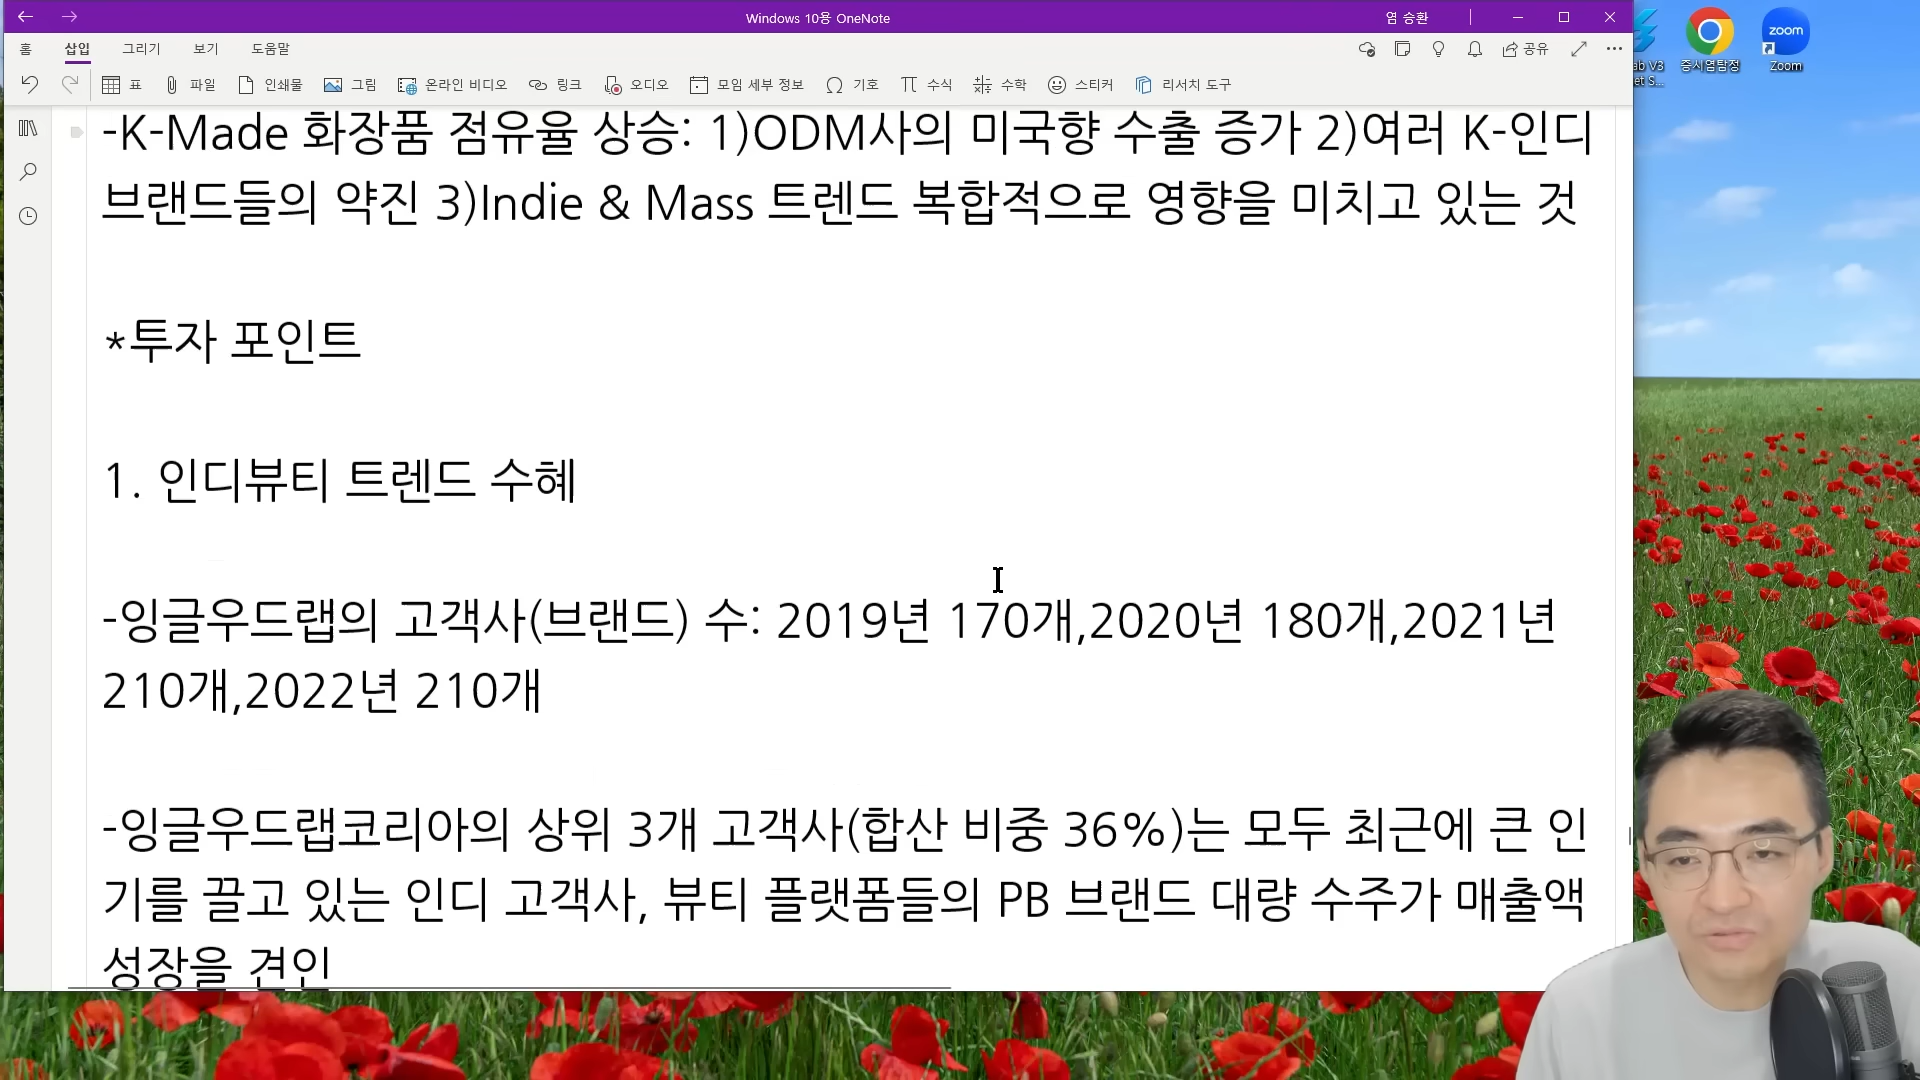 Windows 10용 OneNote
염 승환
홈 삽입 그리기 보기 도움말
공유
표 파일 인쇄물 그림 온라인 비디오 링크 오디오 모임 세부 정보 기호 수식 수학 스티커 리서치 도구
-K-Made 화장품 점유율 상승: 1)ODM사의 미국향 수출 증가 2)여러 K-인디
브랜드들의 약진 3)Indie & Mass 트렌드 복합적으로 영향을 미치고 있는 것
*투자 포인트
1. 인디뷰티 트렌드 수혜
-잉글우드랩의 고객사(브랜드) 수: 2019년 170개,2020년 180개,2021년
210개,2022년 210개
-잉글우드랩코리아의 상위 3개 고객사(합산 비중 36%)는 모두 최근에 큰 인
기를 끌고 있는 인디 고객사, 뷰티 플랫폼들의 PB 브랜드 대량 수주가 매출액
성장을 견인
ab V3
et S...
증시염탐정
zoom
Zoom